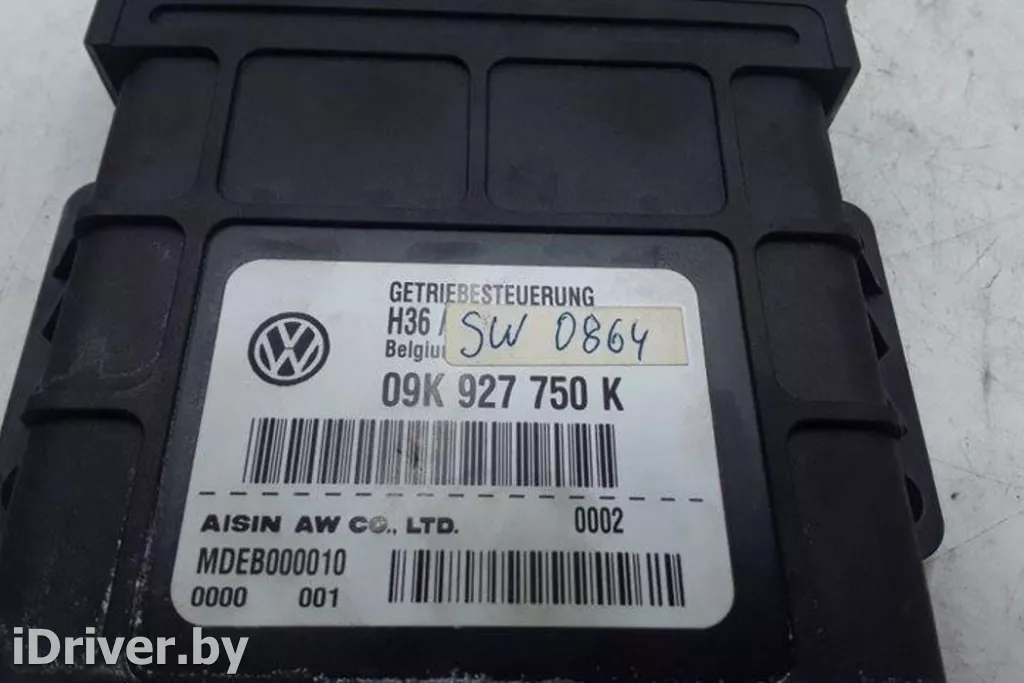 GETRIEBESTEUERUNG
H36 /
SW 0864
09K 927 750 K
AISIN AW CO., LTD. 0002
MDEB000010
0000 001
iDriver.by